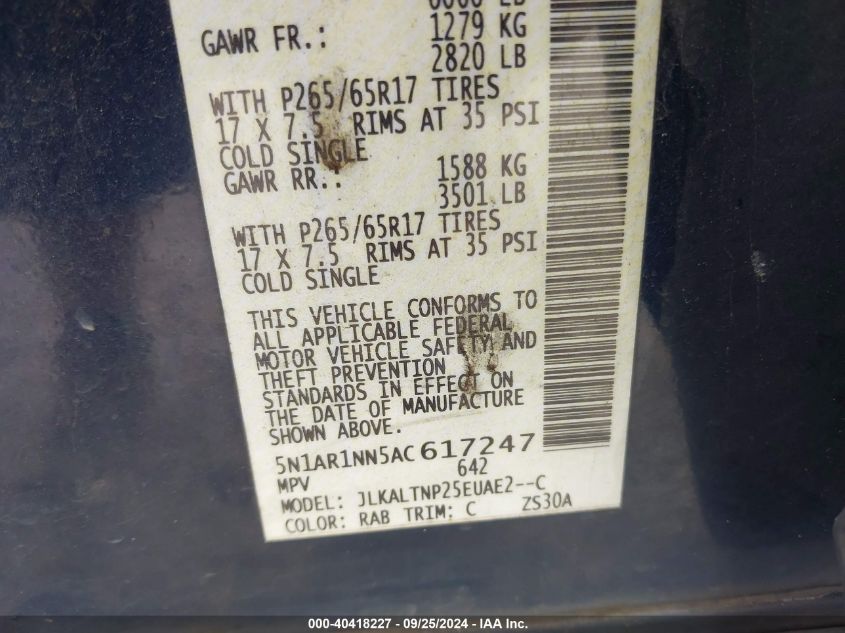 6000 LB
GAWR FR.: 1279 KG
2820 LB
WITH P265/65R17 TIRES
17 X 7.5 RIMS AT 35 PSI
COLD SINGLE
GAWR RR.: 1588 KG
3501 LB
WITH P265/65R17 TIRES
17 X 7.5 RIMS AT 35 PSI
COLD SINGLE
THIS VEHICLE CONFORMS TO
ALL APPLICABLE FEDERAL
MOTOR VEHICLE SAFETY AND
THEFT PREVENTION
STANDARDS IN EFFECT ON
THE DATE OF MANUFACTURE
SHOWN ABOVE.
5N1AR1NN5AC617247
MPV 642
MODEL: JLKALTNP25EUAE2--C
COLOR: RAB TRIM: C ZS30A
000-40418227 - 09/25/2024 - IAA Inc.